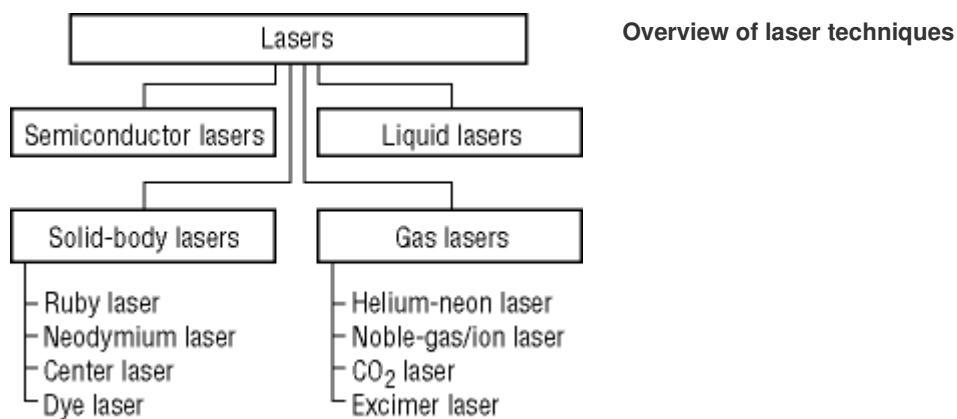 Lasers
Overview of laser techniques
Semiconductor lasers
Liquid lasers
Solid-body lasers
Gas lasers
Ruby laser
Neodymium laser
Center laser
Dye laser
Helium-neon laser
Noble-gas/ion laser
CO₂ laser
Excimer laser